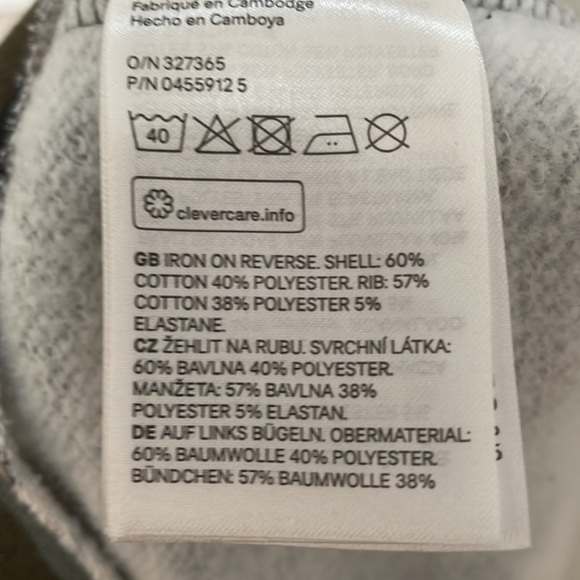 Fabriqué en Cambodge
Hecho en Camboya
O/N 327365
P/N 0455912 5
40
clevercare.info
GB IRON ON REVERSE. SHELL: 60%
COTTON 40% POLYESTER. RIB: 57%
COTTON 38% POLYESTER 5%
ELASTANE.
CZ ŽEHLIT NA RUBU. SVRCHNÍ LÁTKA:
60% BAVLNA 40% POLYESTER.
MANŽETA: 57% BAVLNA 38%
POLYESTER 5% ELASTAN.
DE AUF LINKS BÜGELN. OBERMATERIAL:
60% BAUMWOLLE 40% POLYESTER.
BÜNDCHEN: 57% BAUMWOLLE 38%